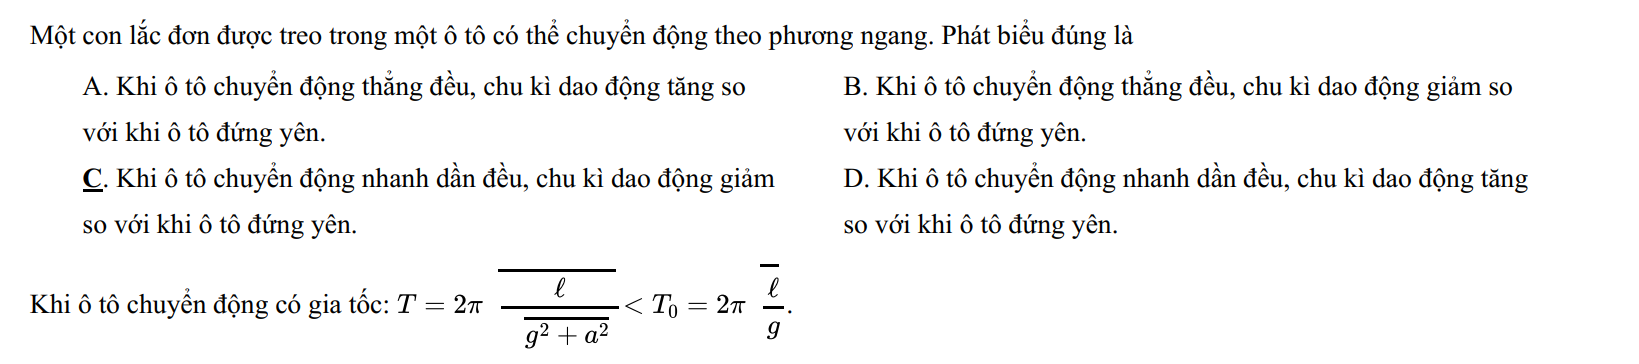 Một con lắc đơn được treo trong một ô tô có thể chuyển động theo phương ngang. Phát biểu đúng là
A. Khi ô tô chuyển động thẳng đều, chu kì dao động tăng so
với khi ô tô đứng yên.
B. Khi ô tô chuyển động thẳng đều, chu kì dao động giảm so
với khi ô tô đứng yên.
C. Khi ô tô chuyển động nhanh dần đều, chu kì dao động giảm
so với khi ô tô đứng yên.
D. Khi ô tô chuyển động nhanh dần đều, chu kì dao động tăng
so với khi ô tô đứng yên.
Khi ô tô chuyển động có gia tốc: $T = 2\pi \overline{\frac{\ell}{\overline{g^2 + a^2}}} < T_0 = 2\pi \overline{\frac{\ell}{g}}$.